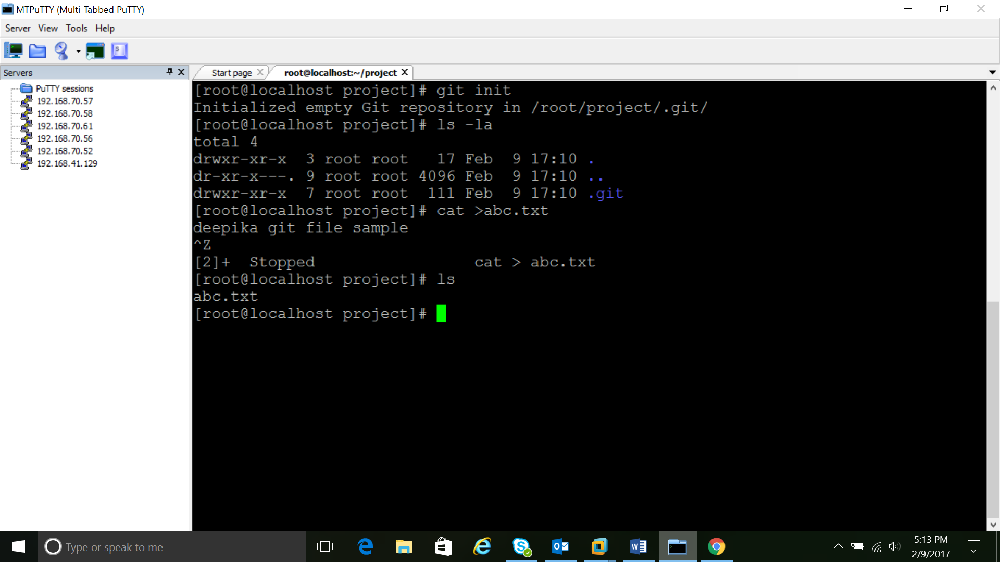 MTPuTTY (Multi-Tabbed PuTTY)
Server View Tools Help
Servers
PuTTY sessions
192.168.70.57
192.168.70.58
192.168.70.61
192.168.70.56
192.168.70.52
192.168.41.129
Start page root@localhost:~/project
[root@localhost project]# git init
Initialized empty Git repository in /root/project/.git/
[root@localhost project]# ls -la
total 4
drwxr-xr-x  3 root root   17 Feb  9 17:10 .
dr-xr-x---. 9 root root 4096 Feb  9 17:10 ..
drwxr-xr-x  7 root root  111 Feb  9 17:10 .git
[root@localhost project]# cat >abc.txt
deepika git file sample
^Z
[2]+  Stopped                 cat > abc.txt
[root@localhost project]# ls
abc.txt
[root@localhost project]#
Type or speak to me
5:13 PM
2/9/2017